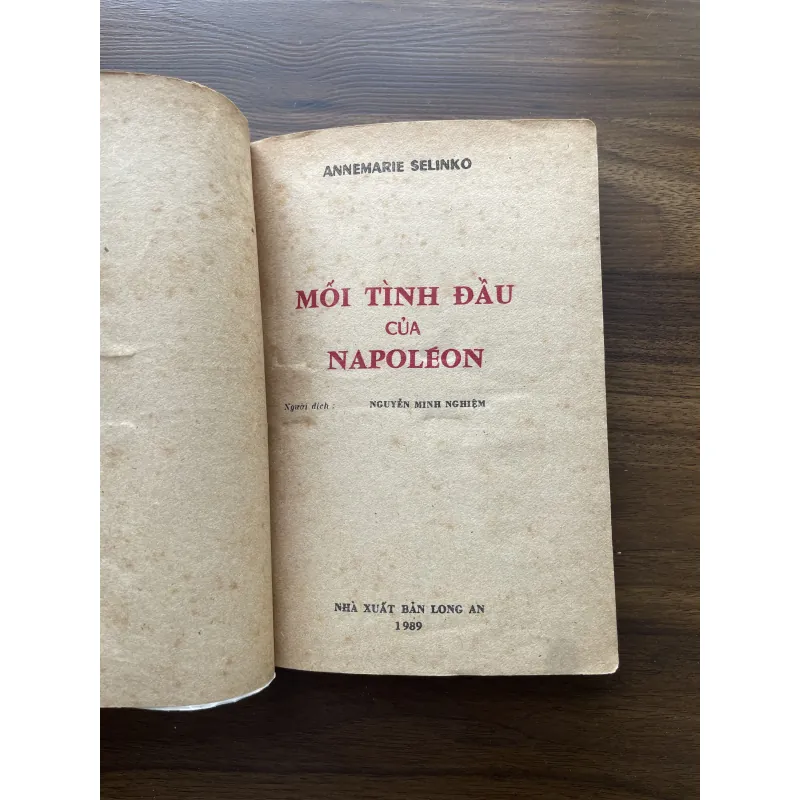 ANNEMARIE SELINKO
MỐI TÌNH ĐẦU
CỦA
NAPOLÉON
Người dịch : NGUYỄN MINH NGHIỆM
NHÀ XUẤT BẢN LONG AN
1989